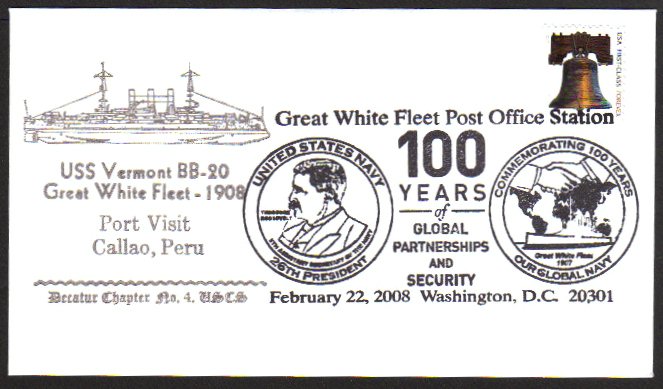 USA FIRST-CLASS FOREVER
Great White Fleet Post Office Station
USS Vermont BB-20
Great White Fleet - 1908
Port Visit
Callao, Peru
Decatur Chapter No. 4, USCS
UNITED STATES NAVY
THEODORE
ROOSEVELT
26TH PRESIDENT
100
YEARS
of
GLOBAL
PARTNERSHIPS
AND
SECURITY
COMMEMORATING 100 YEARS
Great White Fleet
1907
OUR GLOBAL NAVY
February 22, 2008 Washington, D.C. 20301